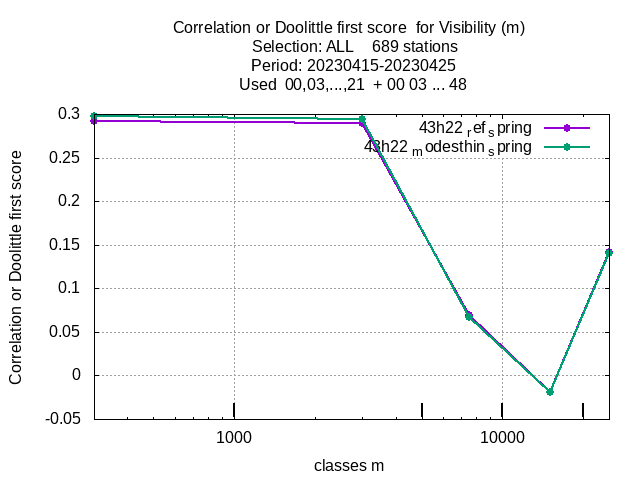 Correlation or Doolittle first score  for Visibility (m)
Selection: ALL    689 stations
Period: 20230415-20230425
Used  00,03,...,21  + 00 03 ... 48
0.3
0.25
0.2
0.15
0.1
0.05
0
-0.05
Correlation or Doolittle first score
43h22 ref spring
43h22 modesthin spring
1000
10000
classes m